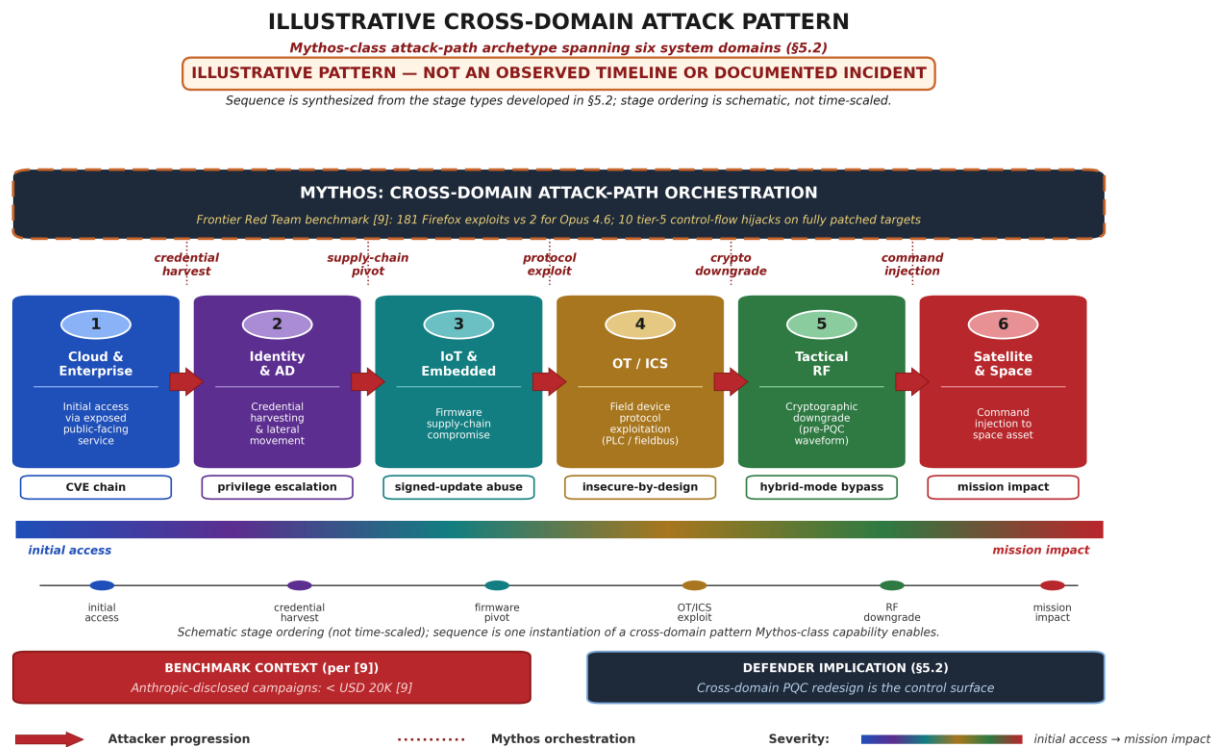 ILLUSTRATIVE CROSS-DOMAIN ATTACK PATTERN
Mythos-class attack-path archetype spanning six system domains (§5.2)
ILLUSTRATIVE PATTERN — NOT AN OBSERVED TIMELINE OR DOCUMENTED INCIDENT
Sequence is synthesized from the stage types developed in §5.2; stage ordering is schematic, not time-scaled.
MYTHOS: CROSS-DOMAIN ATTACK-PATH ORCHESTRATION
Frontier Red Team benchmark [9]: 181 Firefox exploits vs 2 for Opus 4.6; 10 tier-5 control-flow hijacks on fully patched targets
credential
harvest
supply-chain
pivot
protocol
exploit
crypto
downgrade
command
injection
1
Cloud &
Enterprise
Initial access
via exposed
public-facing
service
CVE chain
2
Identity
& AD
Credential
harvesting
& lateral
movement
privilege escalation
3
IoT &
Embedded
Firmware
supply-chain
compromise
signed-update abuse
4
OT / ICS
Field device
protocol
exploitation
(PLC / fieldbus)
insecure-by-design
5
Tactical
RF
Cryptographic
downgrade
(pre-PQC
waveform)
hybrid-mode bypass
6
Satellite
& Space
Command
injection to
space asset
mission impact
initial access
mission impact
initial
access
credential
harvest
firmware
pivot
OT/ICS
exploit
RF
downgrade
mission
impact
Schematic stage ordering (not time-scaled); sequence is one instantiation of a cross-domain pattern Mythos-class capability enables.
BENCHMARK CONTEXT (per [9])
Anthropic-disclosed campaigns: < USD 20K [9]
DEFENDER IMPLICATION (§5.2)
Cross-domain PQC redesign is the control surface
Attacker progression
Mythos orchestration
Severity:
initial access → mission impact